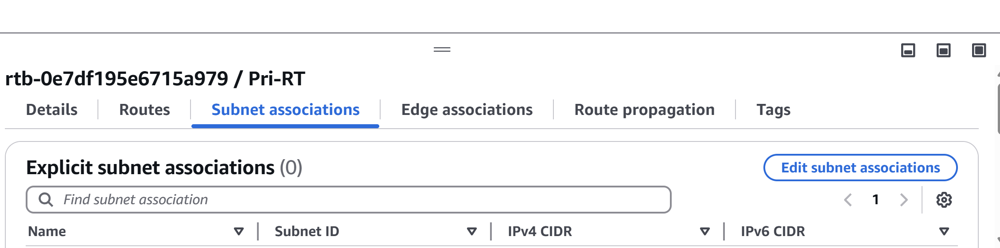 rtb-0e7df195e6715a979 / Pri-RT
Details Routes Subnet associations Edge associations Route propagation Tags
Explicit subnet associations (0) Edit subnet associations
Find subnet association 1
Name Subnet ID IPv4 CIDR IPv6 CIDR